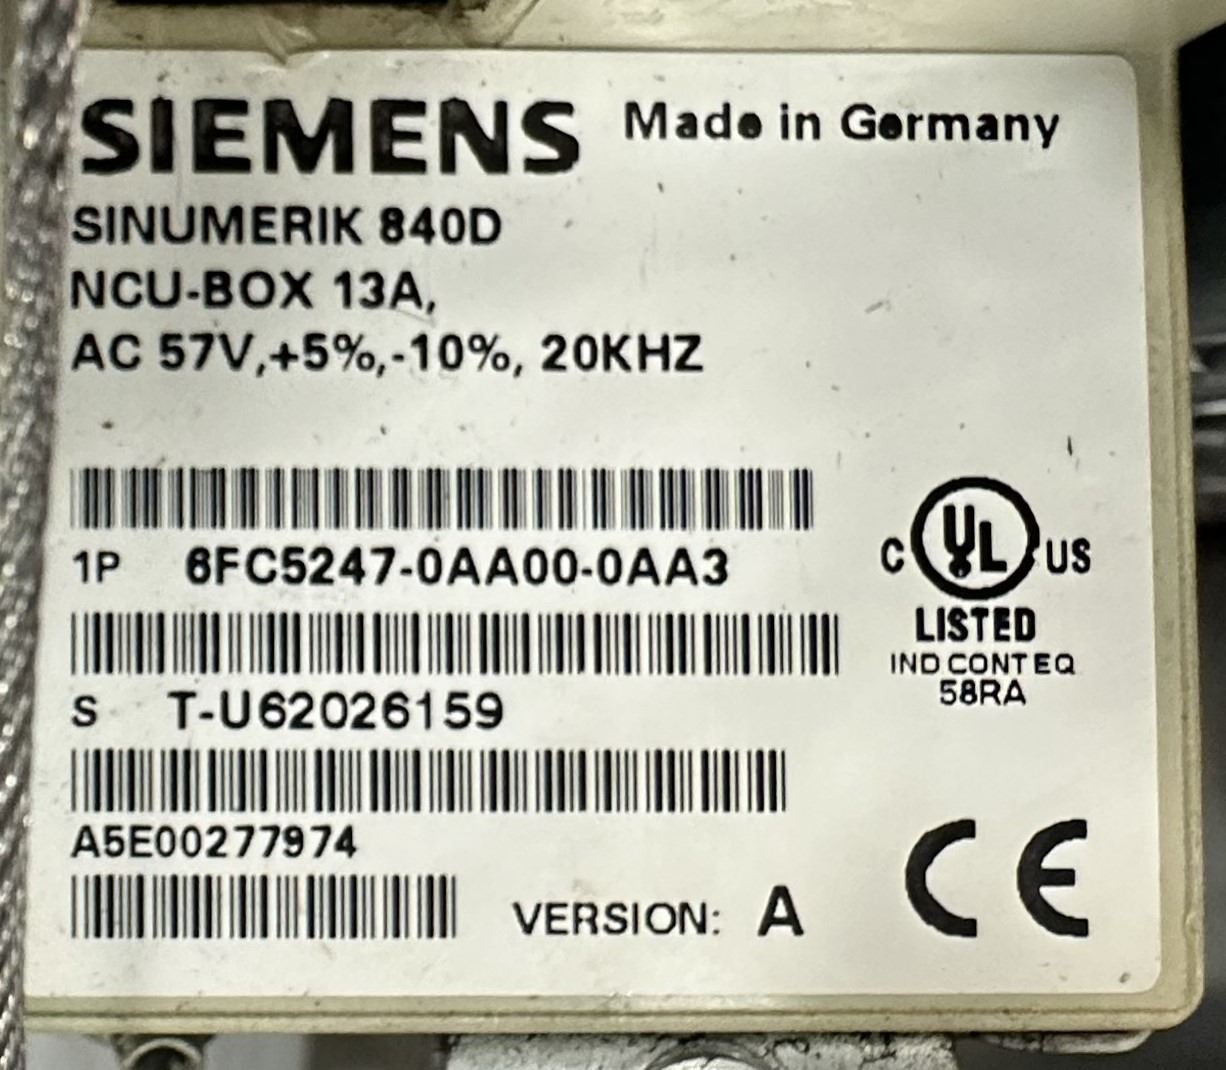 SIEMENS Made in Germany
SINUMERIK 840D
NCU-BOX 13A,
AC 57V,+5%,-10%, 20KHZ
1P 6FC5247-0AA00-0AA3
C UL US
LISTED
IND CONT EQ
58RA
S T-U62026159
A5E00277974
VERSION: A
CE